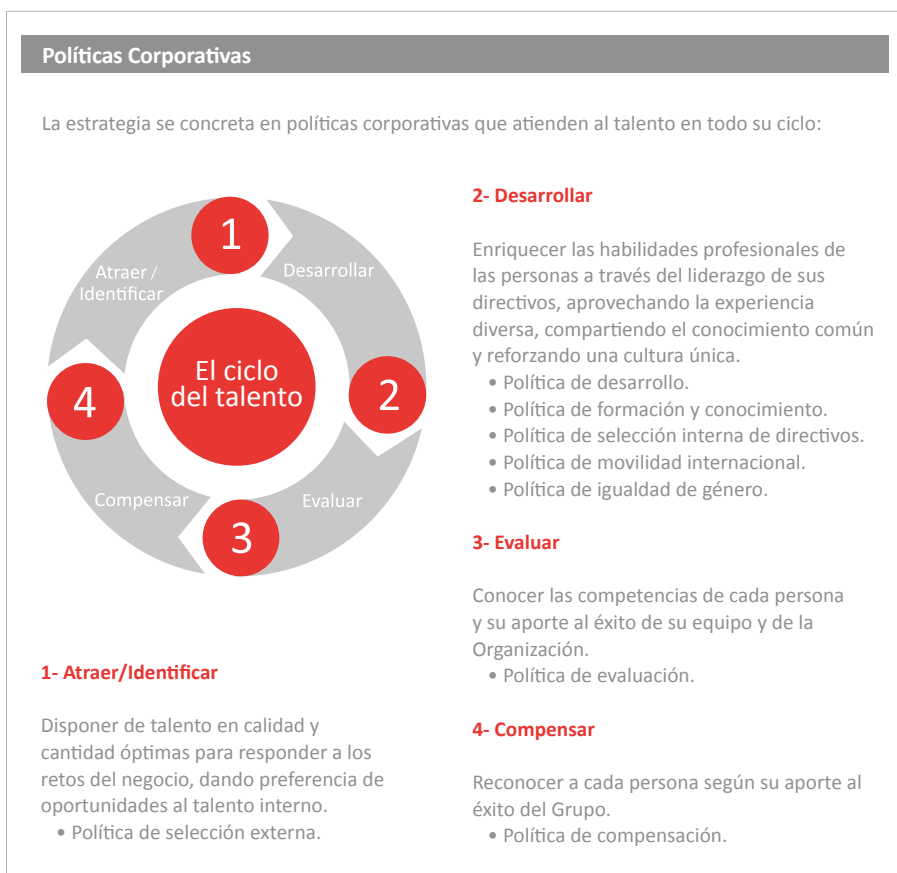 Políticas Corporativas
La estrategia se concreta en políticas corporativas que atienden al talento en todo su ciclo:
1
Atraer /
Identificar
Desarrollar
El ciclo
del talento
4
2
Compensar
Evaluar
3
1- Atraer/Identificar
Disponer de talento en calidad y
cantidad óptimas para responder a los
retos del negocio, dando preferencia de
oportunidades al talento interno.
• Política de selección externa.
2- Desarrollar
Enriquecer las habilidades profesionales de
las personas a través del liderazgo de sus
directivos, aprovechando la experiencia
diversa, compartiendo el conocimiento común
y reforzando una cultura única.
• Política de desarrollo.
• Política de formación y conocimiento.
• Política de selección interna de directivos.
• Política de movilidad internacional.
• Política de igualdad de género.
3- Evaluar
Conocer las competencias de cada persona
y su aporte al éxito de su equipo y de la
Organización.
• Política de evaluación.
4- Compensar
Reconocer a cada persona según su aporte al
éxito del Grupo.
• Política de compensación.